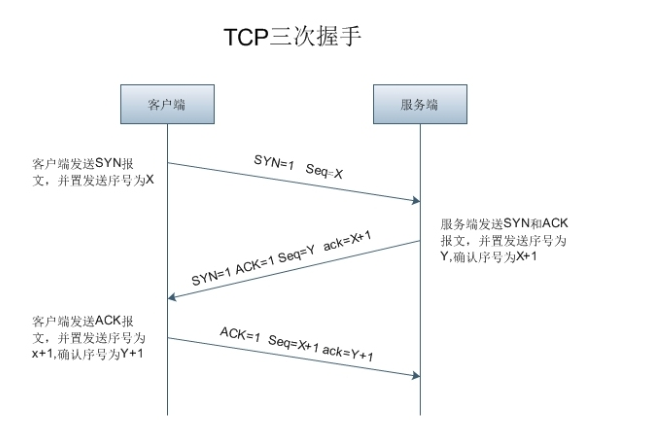 TCP三次握手
客户端
服务端
客户端发送SYN报
文，并置发送序号为X
SYN=1 Seq=X
服务端发送SYN和ACK
报文，并置发送序号为
Y,确认序号为X+1
SYN=1 ACK=1 Seq=Y ack=X+1
客户端发送ACK报
文，并置发送序号为
x+1,确认序号为Y+1
ACK=1 Seq=X+1 ack=Y+1